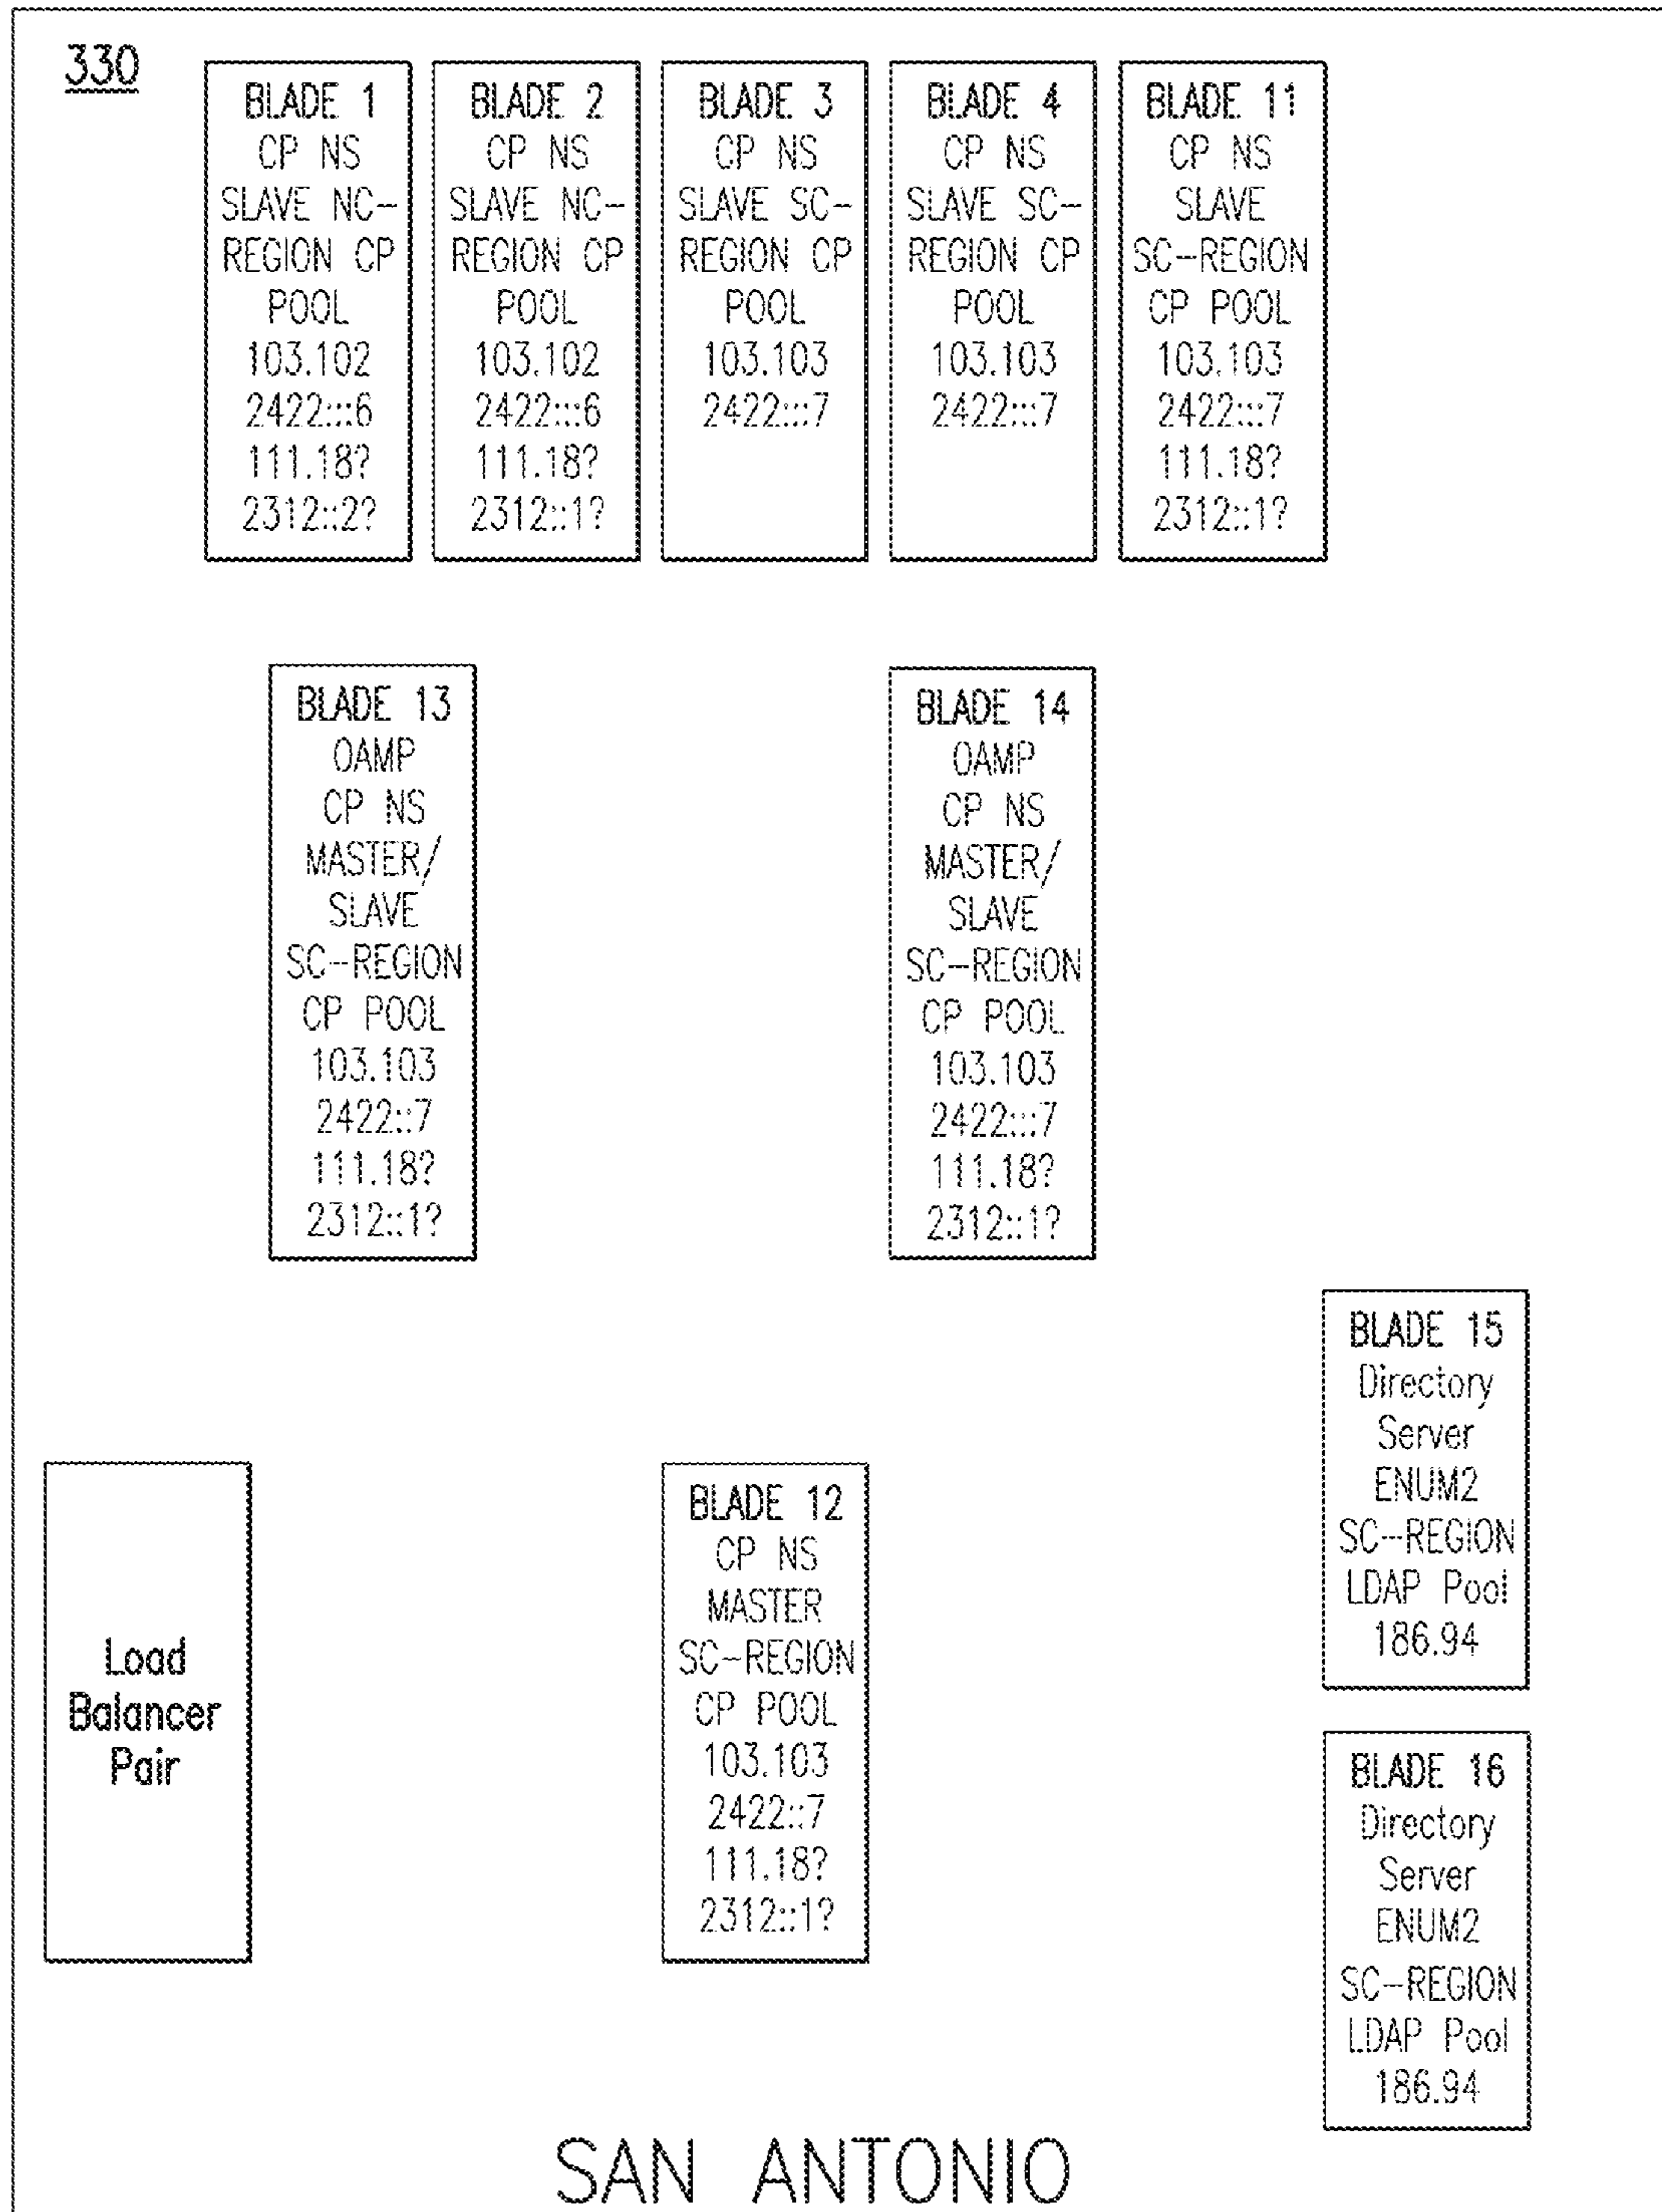 330
BLADE 1
CP NS
SLAVE NC-
REGION CP
POOL
103.102
2422:::6
111.18?
2312::2?
BLADE 2
CP NS
SLAVE NC-
REGION CP
POOL
103.102
2422:::6
111.18?
2312::1?
BLADE 3
CP NS
SLAVE SC-
REGION CP
POOL
103.103
2422:::7
BLADE 4
CP NS
SLAVE SC-
REGION CP
POOL
103.103
2422:::7
BLADE 11
CP NS
SLAVE
SC-REGION
CP POOL
103.103
2422:::7
111.18?
2312::1?
BLADE 13
OAMP
CP NS
MASTER/
SLAVE
SC-REGION
CP POOL
103.103
2422::7
111.18?
2312::1?
BLADE 14
OAMP
CP NS
MASTER/
SLAVE
SC-REGION
CP POOL
103.103
2422:::7
111.18?
2312::1?
Load
Balancer
Pair
BLADE 12
CP NS
MASTER
SC-REGION
CP POOL
103.103
2422::7
111.18?
2312::1?
BLADE 15
Directory
Server
ENUM2
SC-REGION
LDAP Pool
186.94
BLADE 16
Directory
Server
ENUM2
SC-REGION
LDAP Pool
186.94
SAN ANTONIO